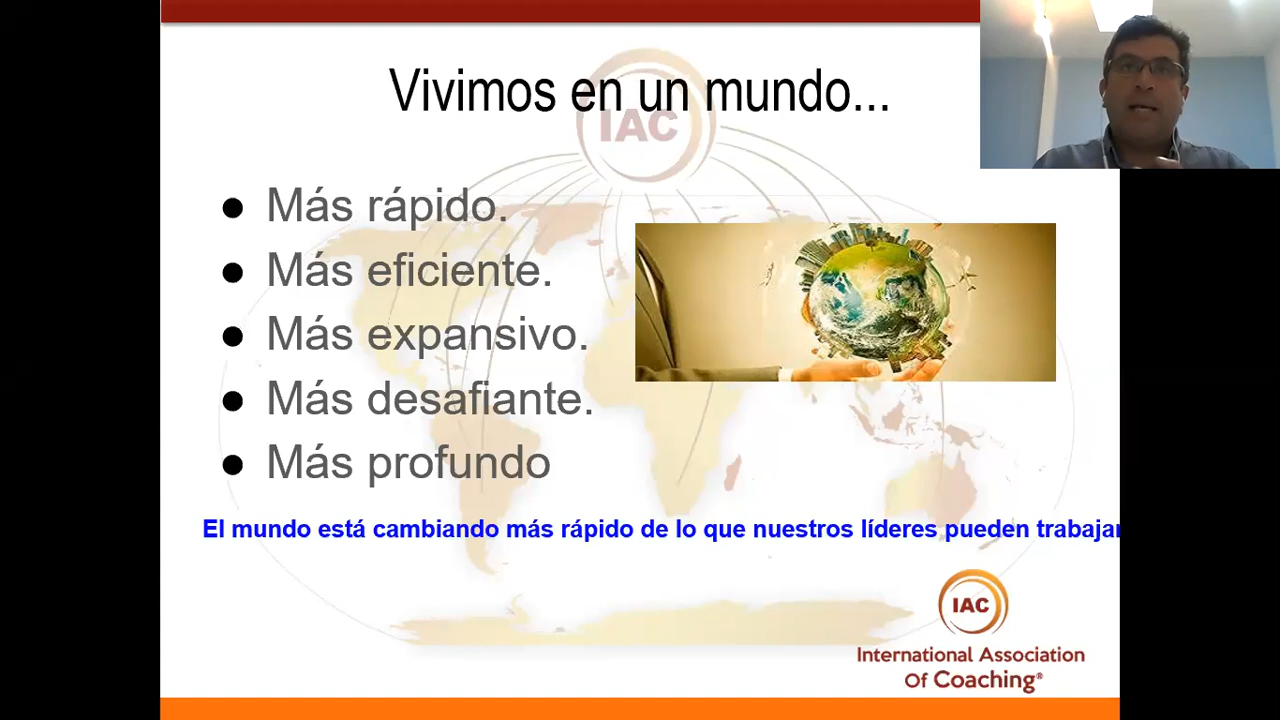 Vivimos en un mundo...
IAC
● Más rápido.
● Más eficiente.
● Más expansivo.
● Más desafiante.
● Más profundo
El mundo está cambiando más rápido de lo que nuestros líderes pueden trabajar
IAC
International Association
Of Coaching®